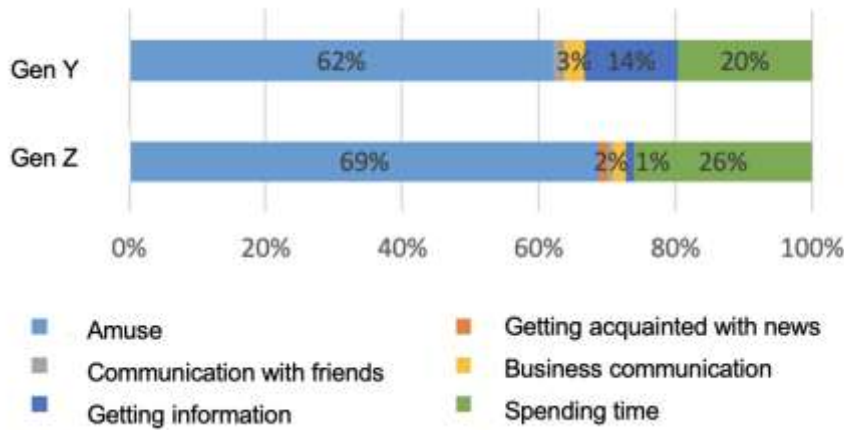 Gen Y 62% 3% 14% 20%
Gen Z 69% 2% 1% 26%
0% 20% 40% 60% 80% 100%
Amuse
Getting acquainted with news
Communication with friends
Business communication
Getting information
Spending time